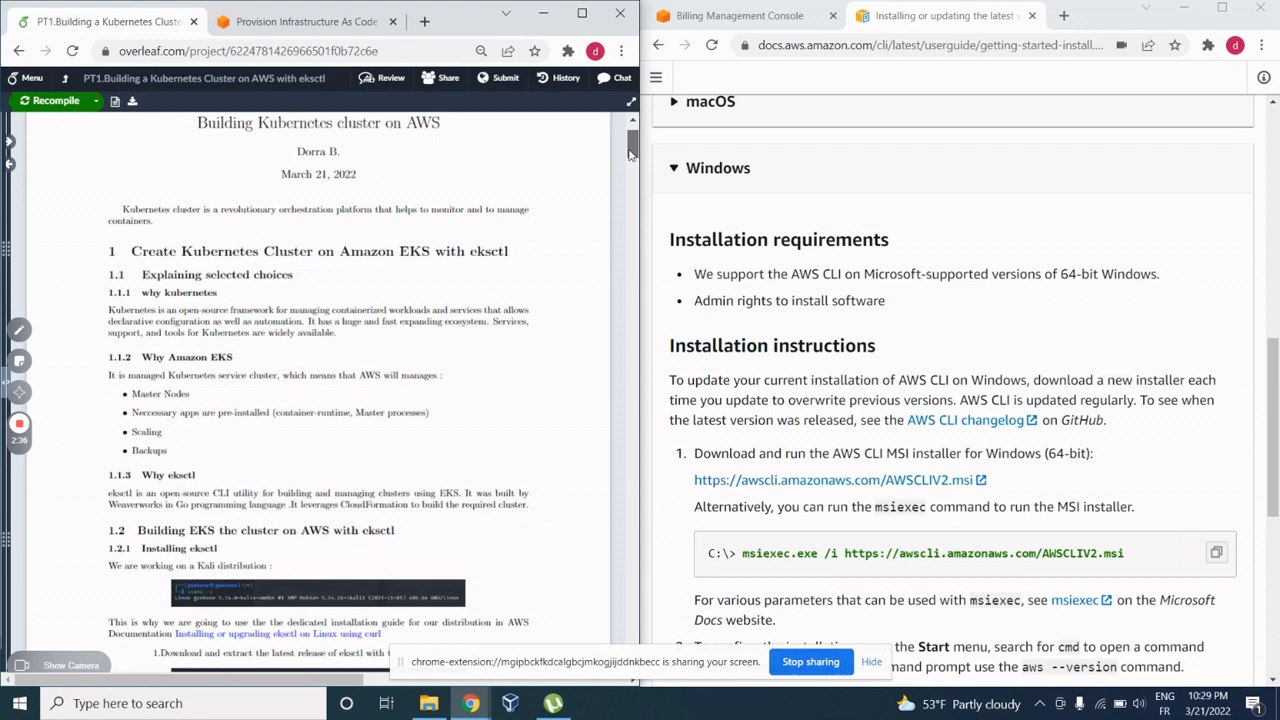 PT1.Building a Kubernetes Cluster
Provision Infrastructure As Code
overleaf.com/project/6224781426966501f0b72c6e
d
Menu
PT1.Building a Kubernetes Cluster on AWS with eksctl
Review
Share
Submit
History
Chat
Recompile
Building Kubernetes cluster on AWS
Dorra B.
March 21, 2022
Kubernetes cluster is a revolutionary orchestration platform that helps to monitor and to manage
containers.
1 Create Kubernetes Cluster on Amazon EKS with eksctl
1.1 Explaining selected choices
1.1.1 why kubernetes
Kubernetes is an open-source framework for managing containerized workloads and services that allows
declarative configuration as well as automation. It has a huge and fast expanding ecosystem. Services,
support, and tools for Kubernetes are widely available.
1.1.2 Why Amazon EKS
It is managed Kubernetes service cluster, which means that AWS will manages :
• Master Nodes
• Neccessary apps are pre-installed (container-runtime, Master processes)
• Scaling
• Backups
1.1.3 Why eksctl
eksctl is an open-source CLI utility for building and managing clusters using EKS. It was built by
Weaverworks in Go programming language .It leverages CloudFormation to build the required cluster.
1.2 Building EKS the cluster on AWS with eksctl
1.2.1 Installing eksctl
We are working on a Kali distribution :
This is why we are going to use the the dedicated installation guide for our distribution in AWS
Documentation Installing or upgrading eksctl on Linux using curl
1.Download and extract the latest release of eksctl with
2:36
Show Camera
Billing Management Console
Installing or updating the latest v
docs.aws.amazon.com/cli/latest/userguide/getting-started-install....
d
macOS
Windows
Installation requirements
• We support the AWS CLI on Microsoft-supported versions of 64-bit Windows.
• Admin rights to install software
Installation instructions
To update your current installation of AWS CLI on Windows, download a new installer each
time you update to overwrite previous versions. AWS CLI is updated regularly. To see when
the latest version was released, see the AWS CLI changelog on GitHub.
1. Download and run the AWS CLI MSI installer for Windows (64-bit):
https://awscli.amazonaws.com/AWSCLIV2.msi
Alternatively, you can run the msiexec command to run the MSI installer.
C:\> msiexec.exe /i https://awscli.amazonaws.com/AWSCLIV2.msi
For various parameters that can be used with msiexec, see msiexec on the Microsoft
Docs website.
the Start menu, search for cmd to open a command
mand prompt use the aws --version command.
chrome-extension://mgipbckfkdcalgbcjmkogjijjddnkbecc is sharing your screen.
Stop sharing
Hide
Type here to search
53°F Partly cloudy
ENG
FR
10:29 PM
3/21/2022
1